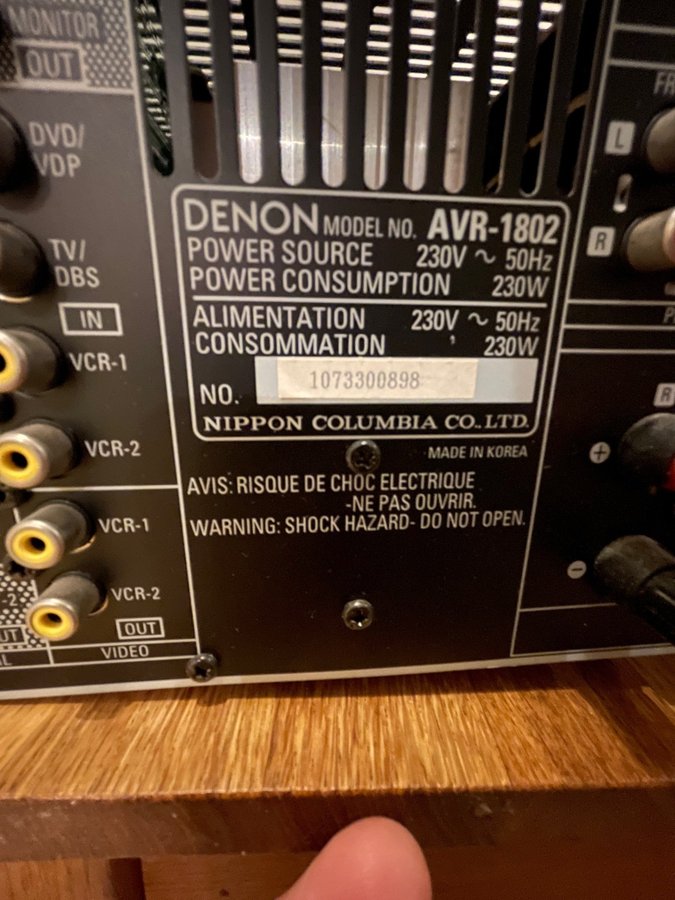 MONITOR
OUT
DVD/
VDP
TV/
DBS
IN
VCR-1
VCR-2
VCR-1
VCR-2
OUT
VIDEO
DENON MODEL NO. AVR-1802
POWER SOURCE 230V ~ 50Hz
POWER CONSUMPTION 230W
ALIMENTATION 230V ~ 50Hz
CONSOMMATION 230W
NO. 1073300898
NIPPON COLUMBIA CO.,LTD.
MADE IN KOREA
AVIS: RISQUE DE CHOC ELECTRIQUE
-NE PAS OUVRIR.
WARNING: SHOCK HAZARD- DO NOT OPEN.
L
R
R
+
−